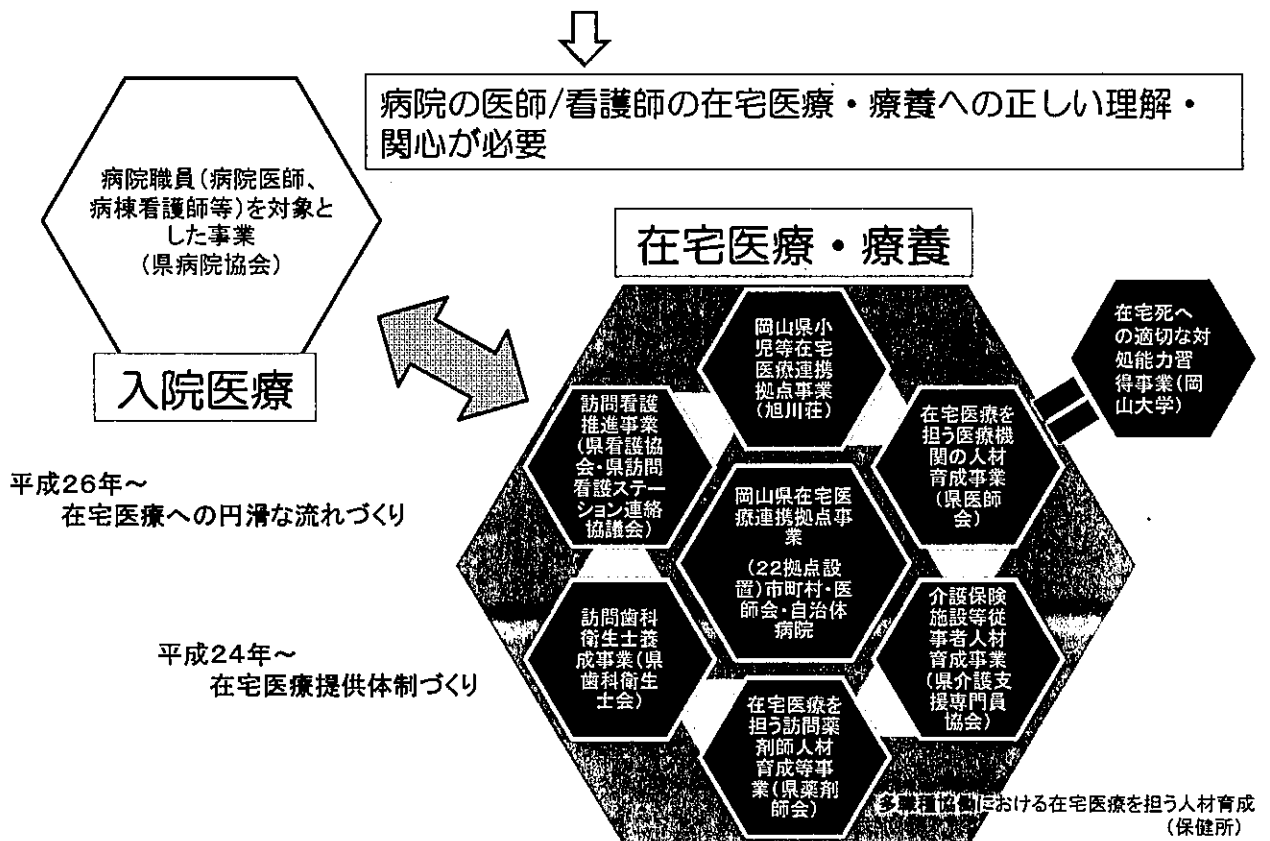 病院の医師/看護師の在宅医療・療養への正しい理解・
関心が必要
病院職員(病院医師、
病棟看護師等)を対象と
した事業
(県病院協会)
入院医療
在宅医療・療養
在宅死へ
の適切な対
処能力習
得事業(岡
山大学)
岡山県小
児等在宅
医療連携
拠点事業
(旭川荘)
訪問看護
推進事業
(県看護協
会・県訪問
看護ステー
ション連絡
協議会)
在宅医療を
担う医療機
関の人材
育成事業
(県医師
会)
平成26年~
在宅医療への円滑な流れづくり
岡山県在宅医
療連携拠点事
業
(22拠点設
置)市町村・医
師会・自治体
病院
平成24年~
在宅医療提供体制づくり
訪問歯科
衛生士養
成事業(県
歯科衛生
士会)
介護保険
施設等従
事者人材
育成事業
(県介護支
援専門員
協会)
在宅医療を
担う訪問薬
剤師人材
育成等事
業(県薬剤
師会)
多職種協働における在宅医療を担う人材育成
(保健所)